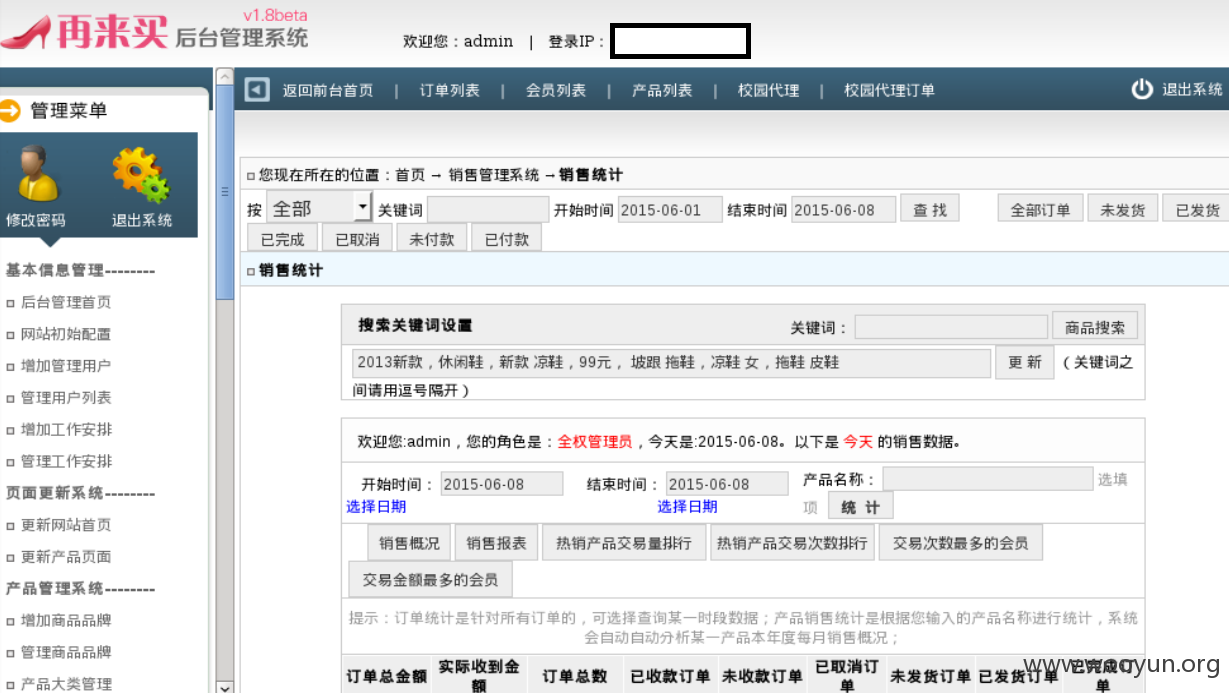 v1.8beta
再来买 后台管理系统
欢迎您：admin | 登录IP：
返回前台首页 | 订单列表 | 会员列表 | 产品列表 | 校园代理 | 校园代理订单 退出系统
管理菜单
修改密码 退出系统
基本信息管理--------
后台管理首页
网站初始配置
增加管理用户
管理用户列表
增加工作安排
管理工作安排
页面更新系统--------
更新网站首页
更新产品页面
产品管理系统--------
增加商品品牌
管理商品品牌
产品大类管理
您现在所在的位置：首页 → 销售管理系统 →销售统计
按 全部 关键词 开始时间 2015-06-01 结束时间 2015-06-08 查 找 全部订单 未发货 已发货
已完成 已取消 未付款 已付款
销售统计
搜索关键词设置 关键词： 商品搜索
2013新款，休闲鞋，新款 凉鞋，99元， 坡跟 拖鞋，凉鞋 女，拖鞋 皮鞋 更 新 （ 关键词之
间请用逗号隔开 ）
欢迎您:admin，您的角色是：全权管理员，今天是:2015-06-08。以下是 今天 的销售数据。
开始时间： 2015-06-08 结束时间： 2015-06-08 产品名称： 选填
选择日期 选择日期 项 统 计
销售概况 销售报表 热销产品交易量排行 热销产品交易次数排行 交易次数最多的会员
交易金额最多的会员
提示：订单统计是针对所有订单的，可选择查询某一时段数据；产品销售统计是根据您输入的产品名称进行统计，系统
会自动自动分析某一产品本年度每月销售概况；
订单总金额 实际收到金额 订单总数 已收款订单 未收款订单 已取消订单 未发货订单 已发货订单 已完成订单
www.wooyun.org